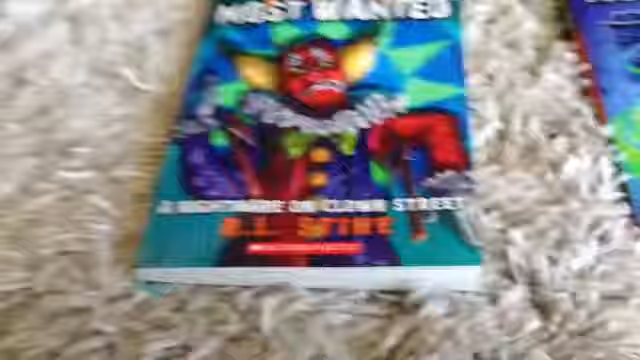 MOST WANTED
A NIGHTMARE ON CLOWN STREET
R.L. STINE